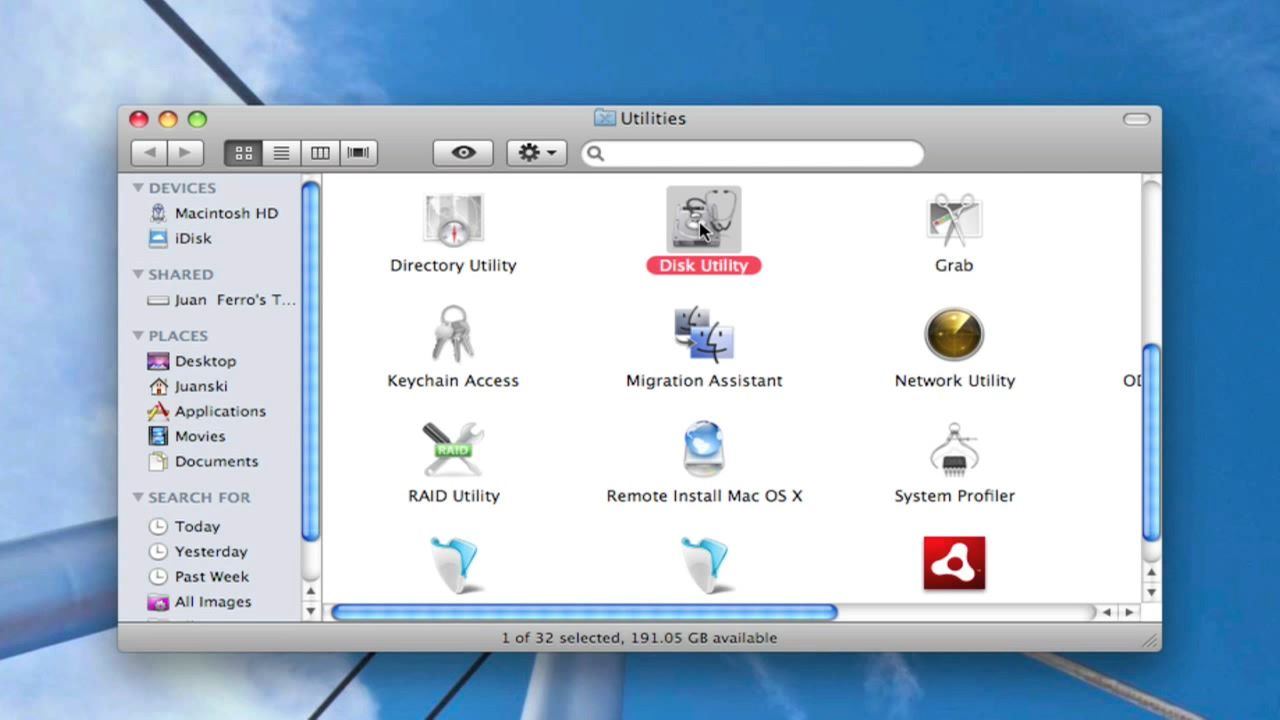 Utilities
DEVICES
Macintosh HD
iDisk
SHARED
Juan Ferro's T...
PLACES
Desktop
Juanski
Applications
Movies
Documents
SEARCH FOR
Today
Yesterday
Past Week
All Images
Directory Utility
Disk Utility
Grab
Keychain Access
Migration Assistant
Network Utility
OD
RAID
RAID Utility
Remote Install Mac OS X
System Profiler
1 of 32 selected, 191.05 GB available